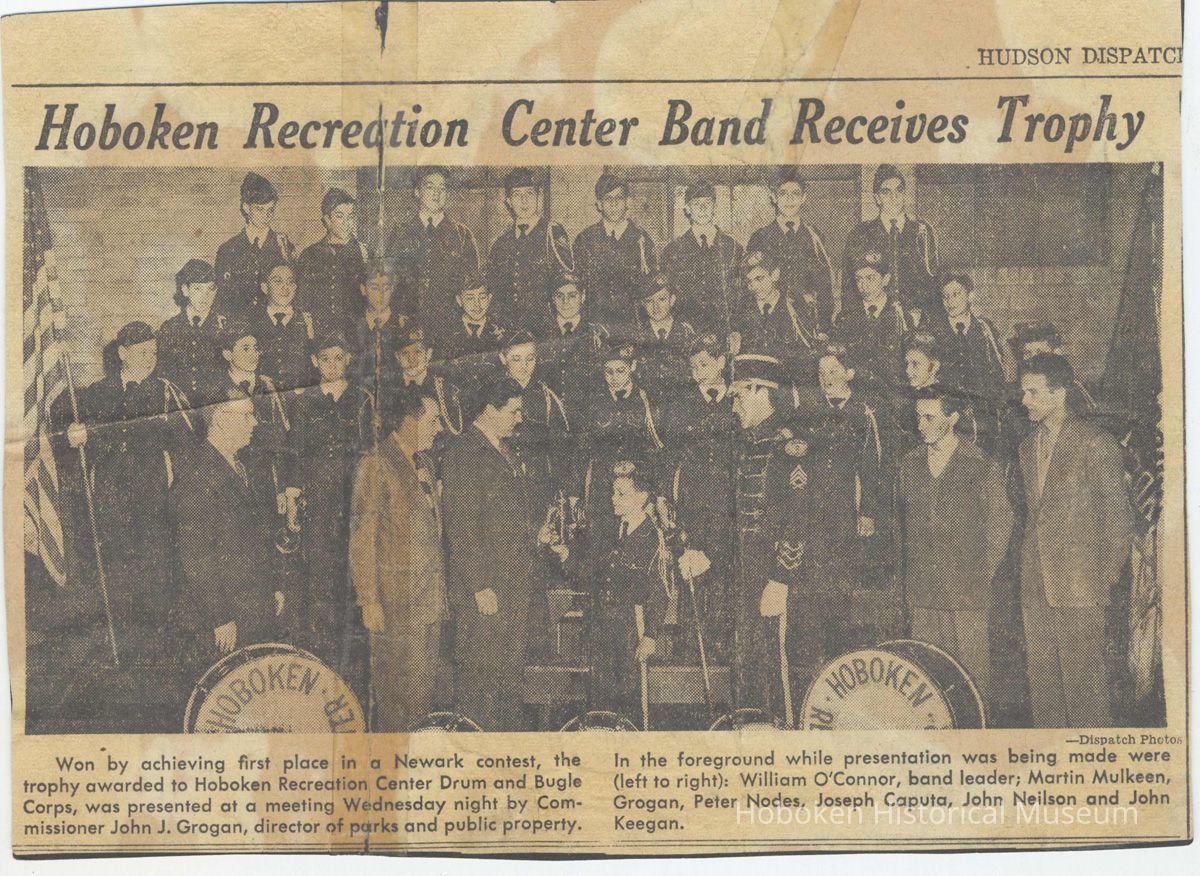 HUDSON DISPATCH
Hoboken Recreation Center Band Receives Trophy
HOBOKEN
ER
HOBOKEN
R
—Dispatch Photos
Won by achieving first place in a Newark contest, the
trophy awarded to Hoboken Recreation Center Drum and Bugle
Corps, was presented at a meeting Wednesday night by Com-
missioner John J. Grogan, director of parks and public property.
In the foreground while presentation was being made were
(left to right): William O'Connor, band leader; Martin Mulkeen,
Grogan, Peter Nodes, Joseph Caputa, John Neilson and John
Keegan.
Hoboken Historical Museum